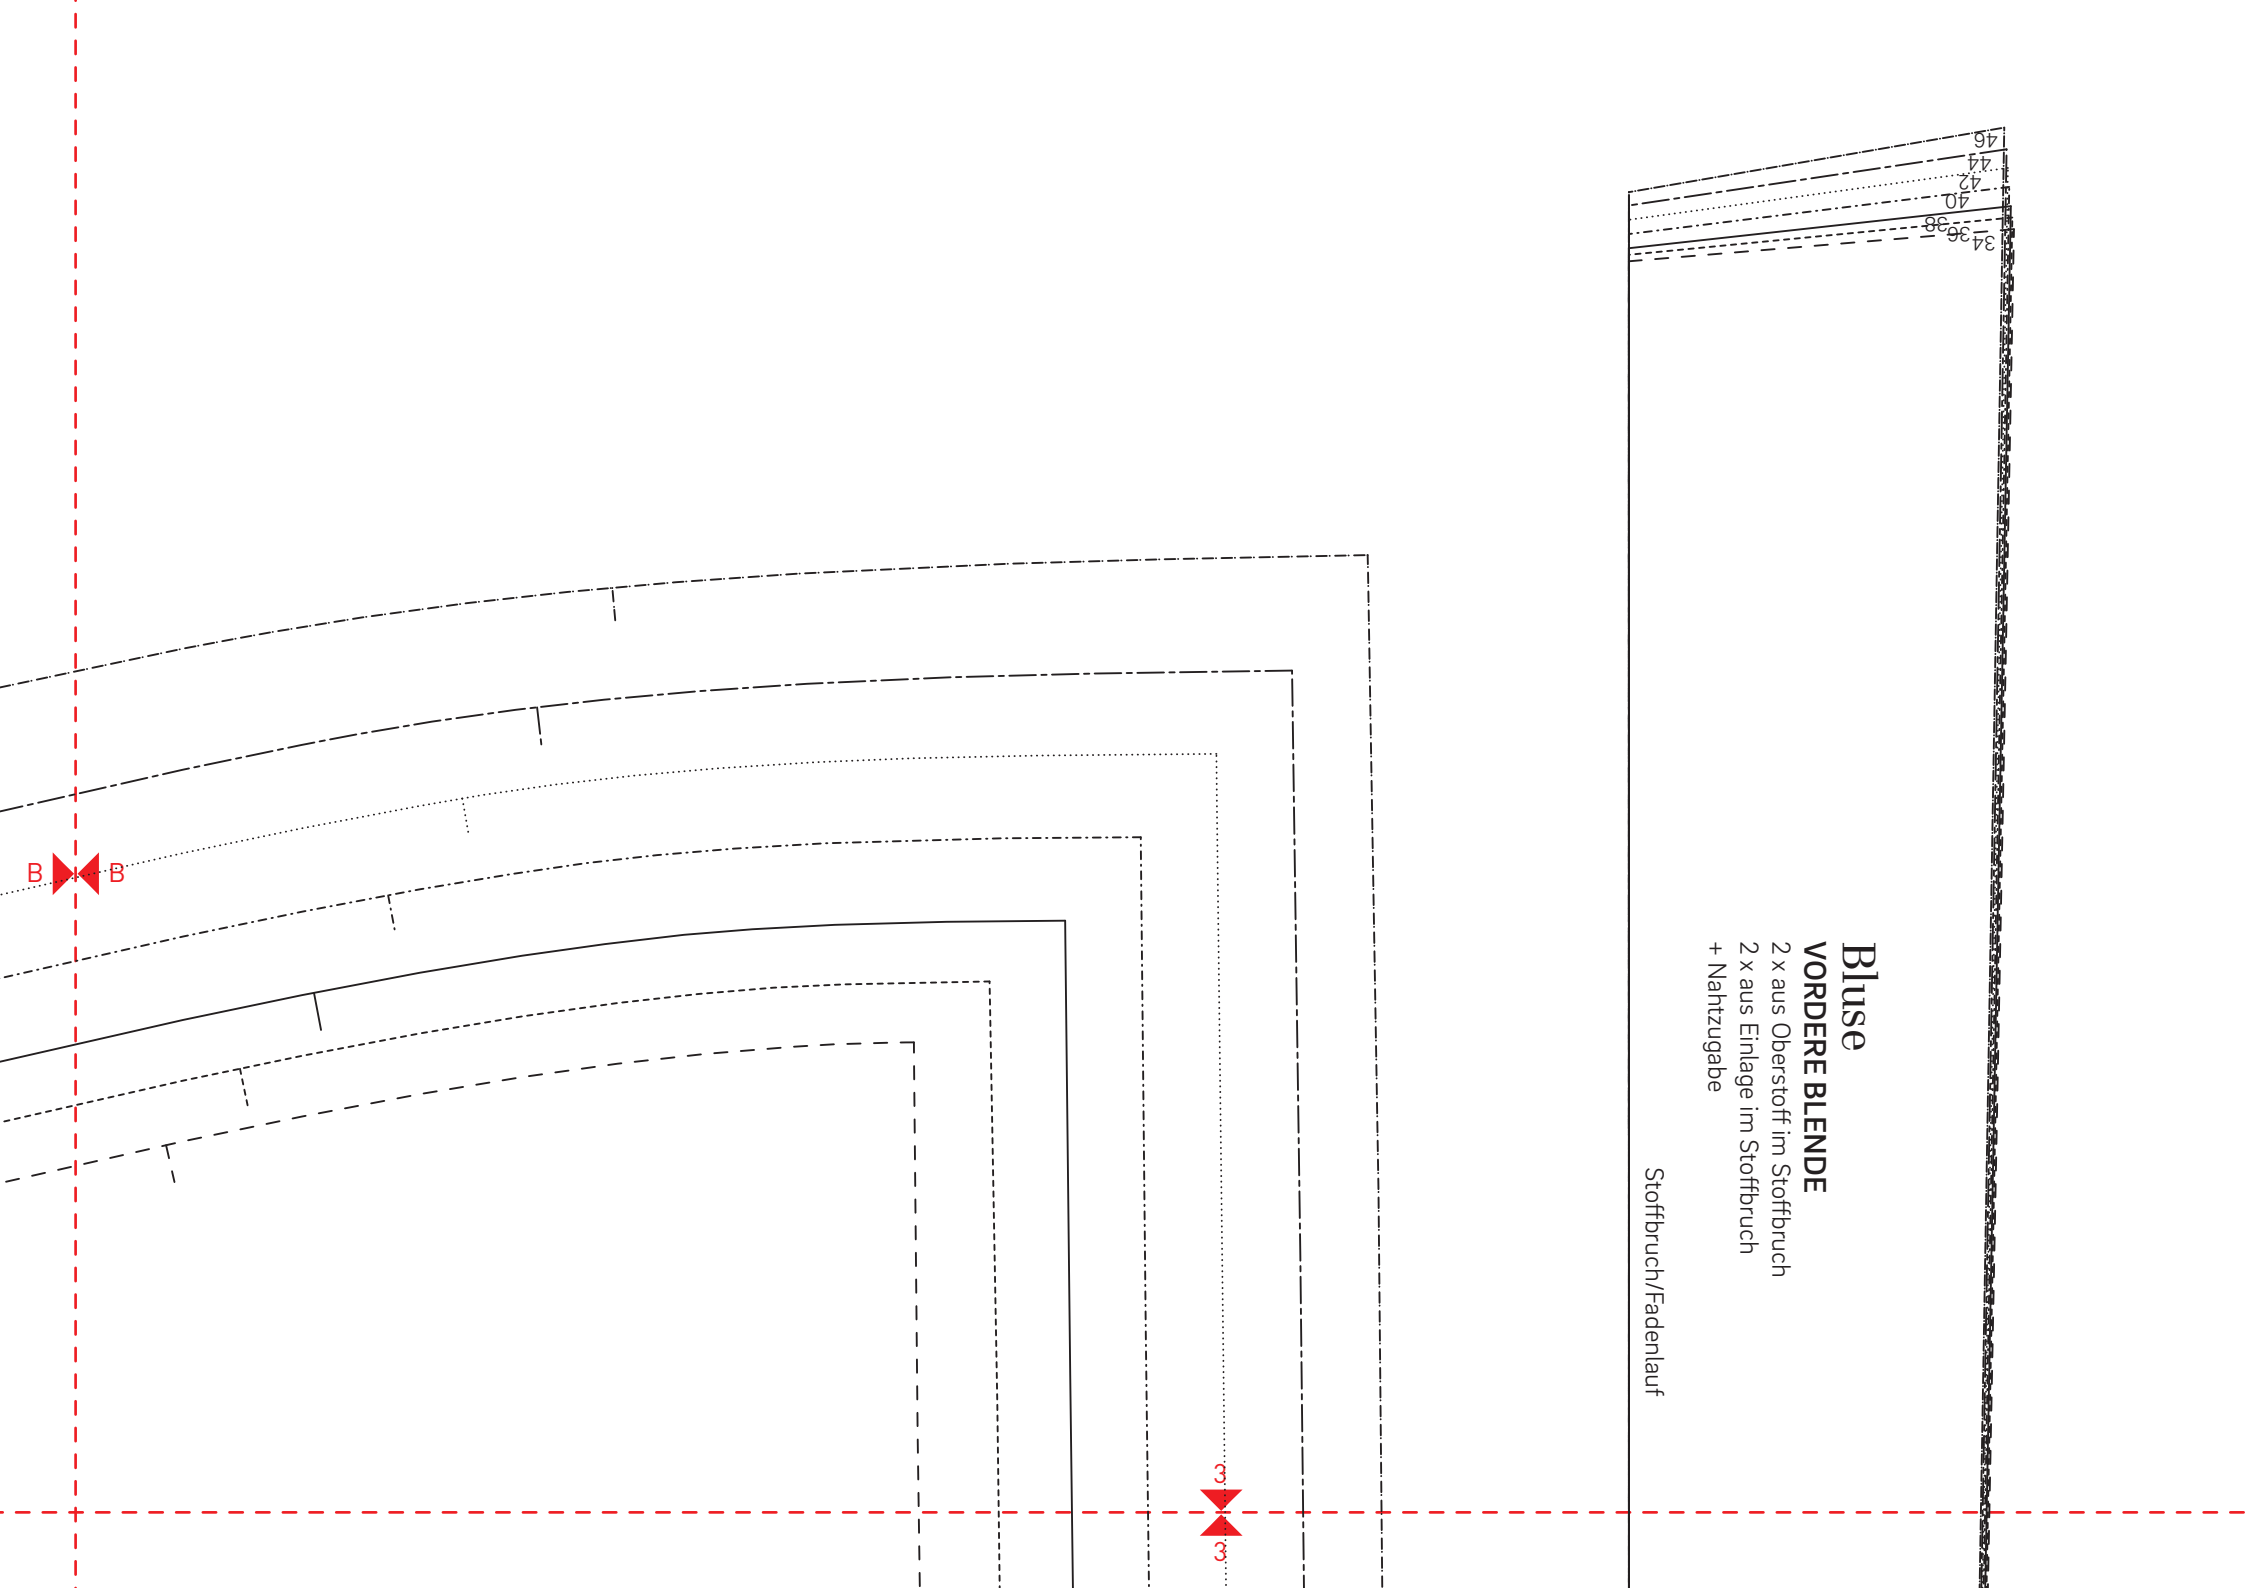 46
44
42
40
38
36
34
B B
Bluse
VORDERE BLENDE
2 x aus Oberstoff im Stoffbruch
2 x aus Einlage im Stoffbruch
+ Nahtzugabe
Stoffbruch/Fadenlauf
3
3